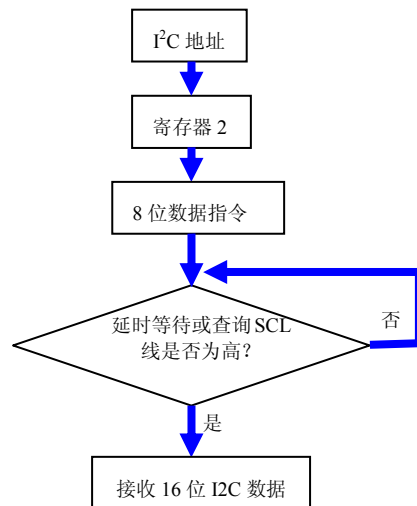 I²C 地址
寄存器 2
8 位数据指令
延时等待或查询 SCL
线是否为高？
否
是
接收 16 位 I2C 数据